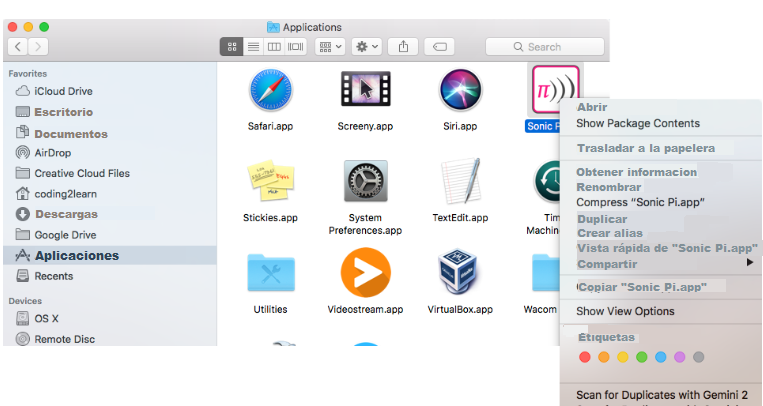 Applications
Search
Favorites
iCloud Drive
Escritorio
Documentos
AirDrop
Creative Cloud Files
coding2learn
Descargas
Google Drive
Aplicaciones
Recents
Devices
OS X
Remote Disc
Safari.app
Screeny.app
Siri.app
Sonic
Stickies.app
System
Preferences.app
TextEdit.app
Utilities
Videostream.app
VirtualBox.app
Wacom
Abrir
Show Package Contents
Trasladar a la papelera
Obtener informacion
Renombrar
Compress “Sonic Pi.app”
Duplicar
Crear alias
Vista rápida de "Sonic Pi.app"
Compartir
Copiar "Sonic Pi.app"
Show View Options
Etiquetas
Scan for Duplicates with Gemini 2